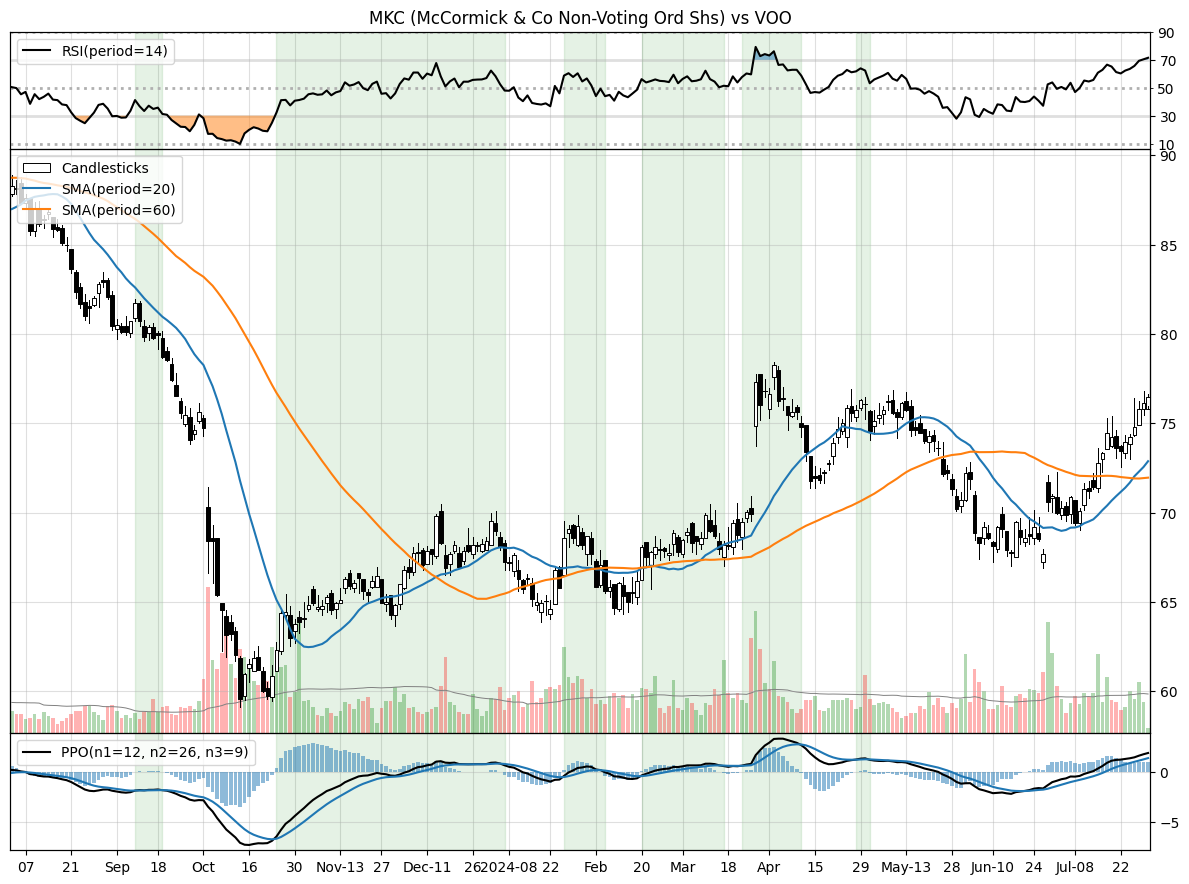 MKC (McCormick & Co Non-Voting Ord Shs) vs VOO
RSI(period=14)
90
70
50
30
10
Candlesticks
SMA(period=20)
SMA(period=60)
90
85
80
75
70
65
60
PPO(n1=12, n2=26, n3=9)
0
−5
07 21 Sep 18 Oct 16 30 Nov-13 27 Dec-11 26 2024-08 22 Feb 20 Mar 18 Apr 15 29 May-13 28 Jun-10 24 Jul-08 22